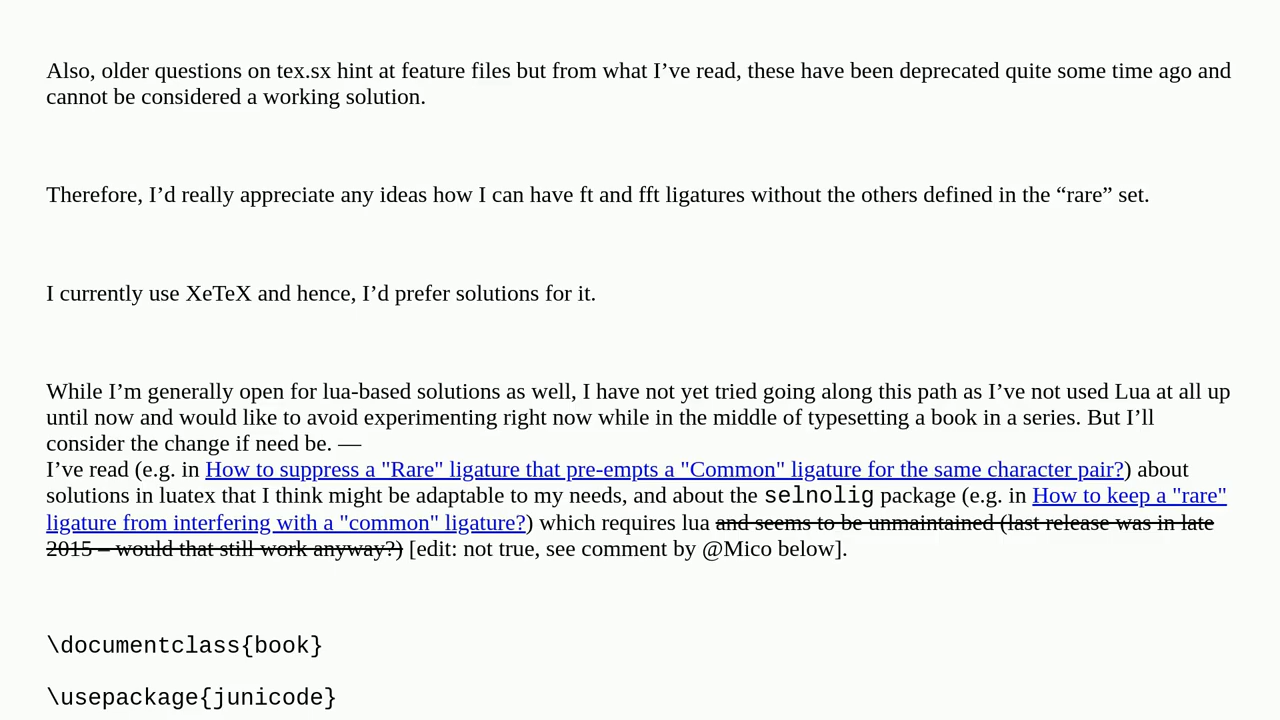 Also, older questions on tex.sx hint at feature files but from what I’ve read, these have been deprecated quite some time ago and
cannot be considered a working solution.
Therefore, I’d really appreciate any ideas how I can have ft and fft ligatures without the others defined in the “rare” set.
I currently use XeTeX and hence, I’d prefer solutions for it.
While I’m generally open for lua-based solutions as well, I have not yet tried going along this path as I’ve not used Lua at all up
until now and would like to avoid experimenting right now while in the middle of typesetting a book in a series. But I’ll
consider the change if need be. —
I’ve read (e.g. in How to suppress a "Rare" ligature that pre-empts a "Common" ligature for the same character pair?) about
solutions in luatex that I think might be adaptable to my needs, and about the selnolig package (e.g. in How to keep a "rare"
ligature from interfering with a "common" ligature?) which requires lua and seems to be unmaintained (last release was in late
2015 – would that still work anyway?) [edit: not true, see comment by @Mico below].
\documentclass{book}
\usepackage{junicode}